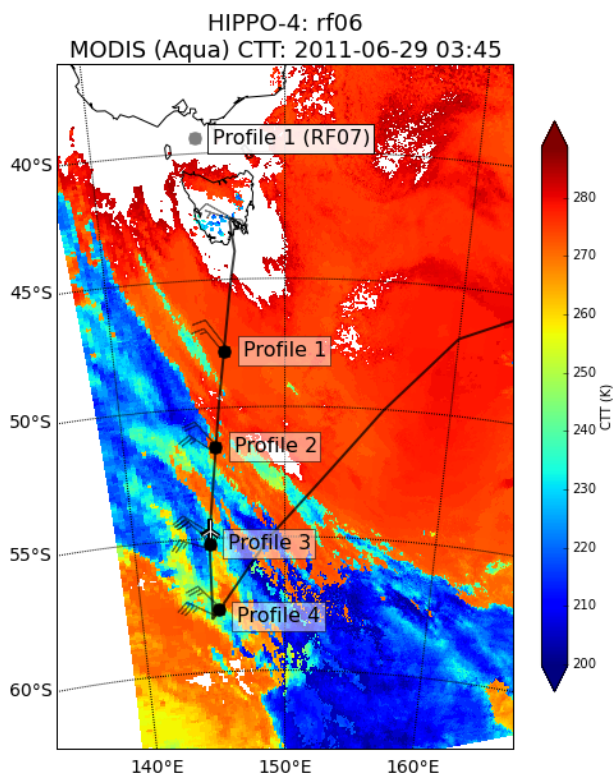 HIPPO-4: rf06
MODIS (Aqua) CTT: 2011-06-29 03:45
Profile 1 (RF07)
40°S
45°S
Profile 1
50°S
Profile 2
55°S
Profile 3
Profile 4
60°S
140°E 150°E 160°E
280
270
260
250
240
230
220
210
200
CTT (K)